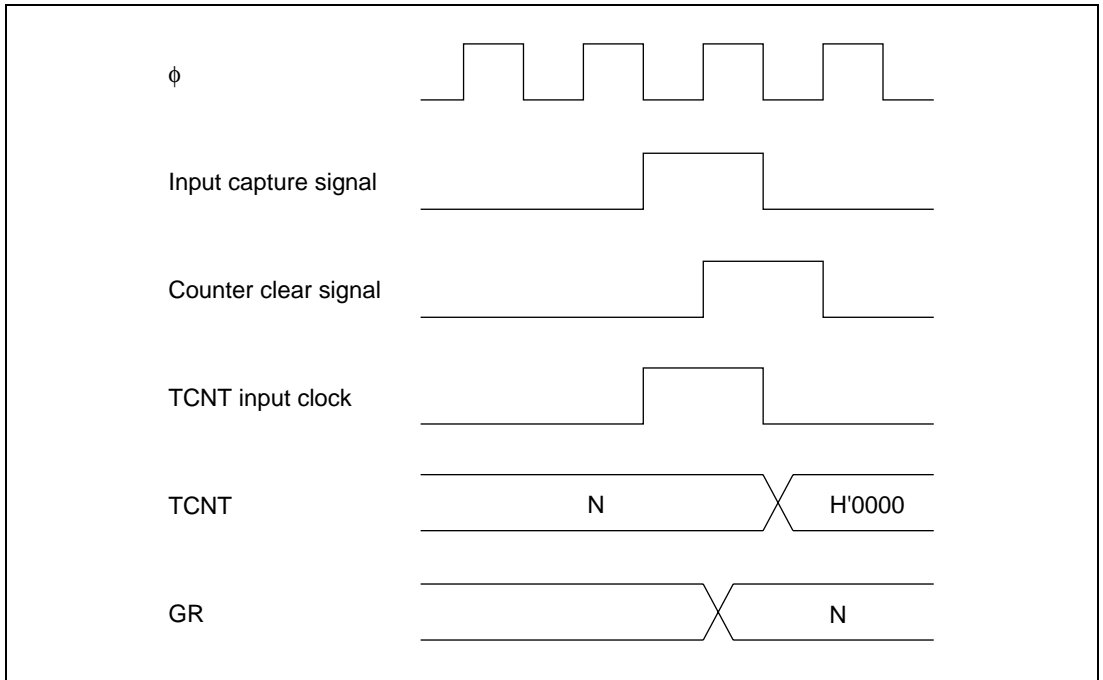 ϕ
Input capture signal
Counter clear signal
TCNT input clock
TCNT N H'0000
GR N